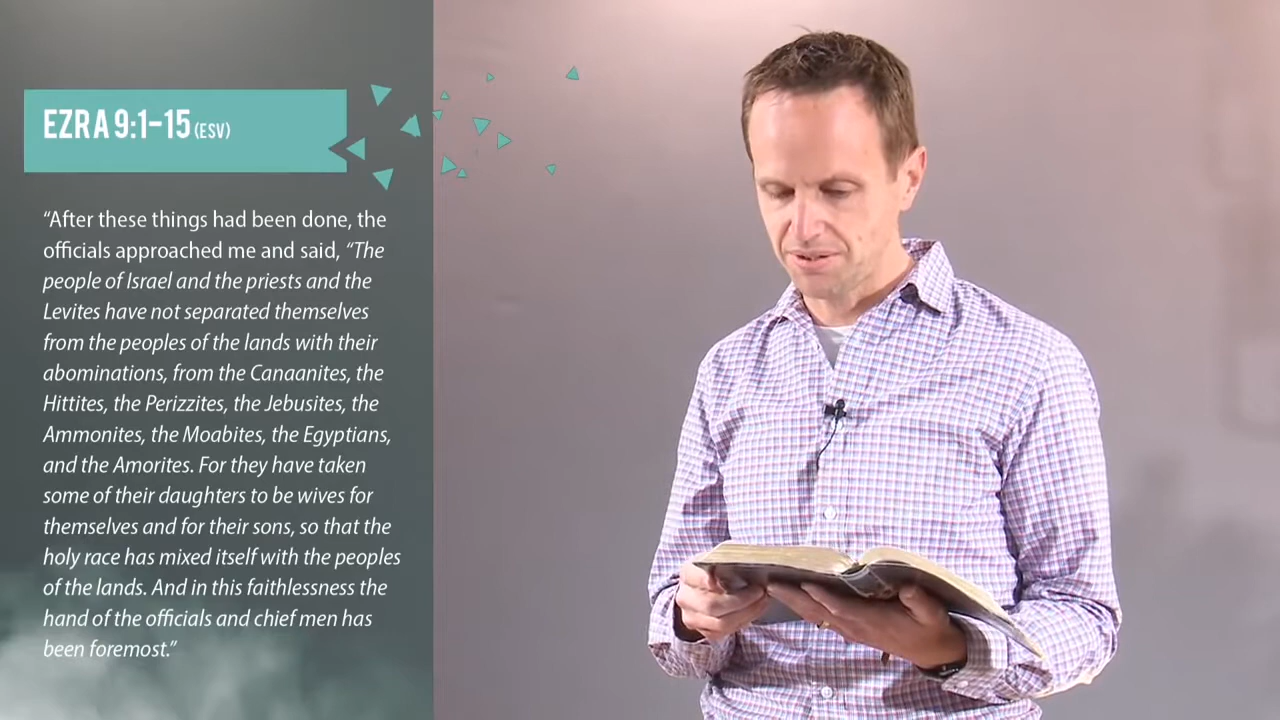 EZRA 9:1-15 (ESV)
“After these things had been done, the
officials approached me and said, “The
people of Israel and the priests and the
Levites have not separated themselves
from the peoples of the lands with their
abominations, from the Canaanites, the
Hittites, the Perizzites, the Jebusites, the
Ammonites, the Moabites, the Egyptians,
and the Amorites. For they have taken
some of their daughters to be wives for
themselves and for their sons, so that the
holy race has mixed itself with the peoples
of the lands. And in this faithlessness the
hand of the officials and chief men has
been foremost.”